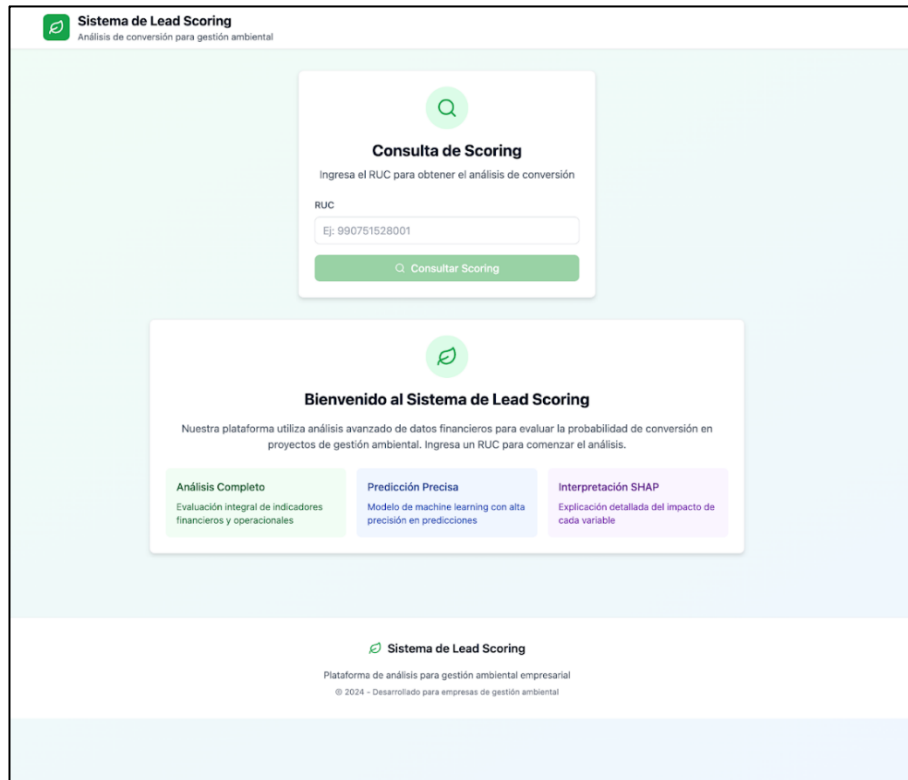 Sistema de Lead Scoring
Análisis de conversión para gestión ambiental
Consulta de Scoring
Ingresa el RUC para obtener el análisis de conversión
RUC
Ej: 990751528001
Consultar Scoring
Bienvenido al Sistema de Lead Scoring
Nuestra plataforma utiliza análisis avanzado de datos financieros para evaluar la probabilidad de conversión en
proyectos de gestión ambiental. Ingresa un RUC para comenzar el análisis.
Análisis Completo
Evaluación integral de indicadores
financieros y operacionales
Predicción Precisa
Modelo de machine learning con alta
precisión en predicciones
Interpretación SHAP
Explicación detallada del impacto de
cada variable
Sistema de Lead Scoring
Plataforma de análisis para gestión ambiental empresarial
© 2024 - Desarrollado para empresas de gestión ambiental